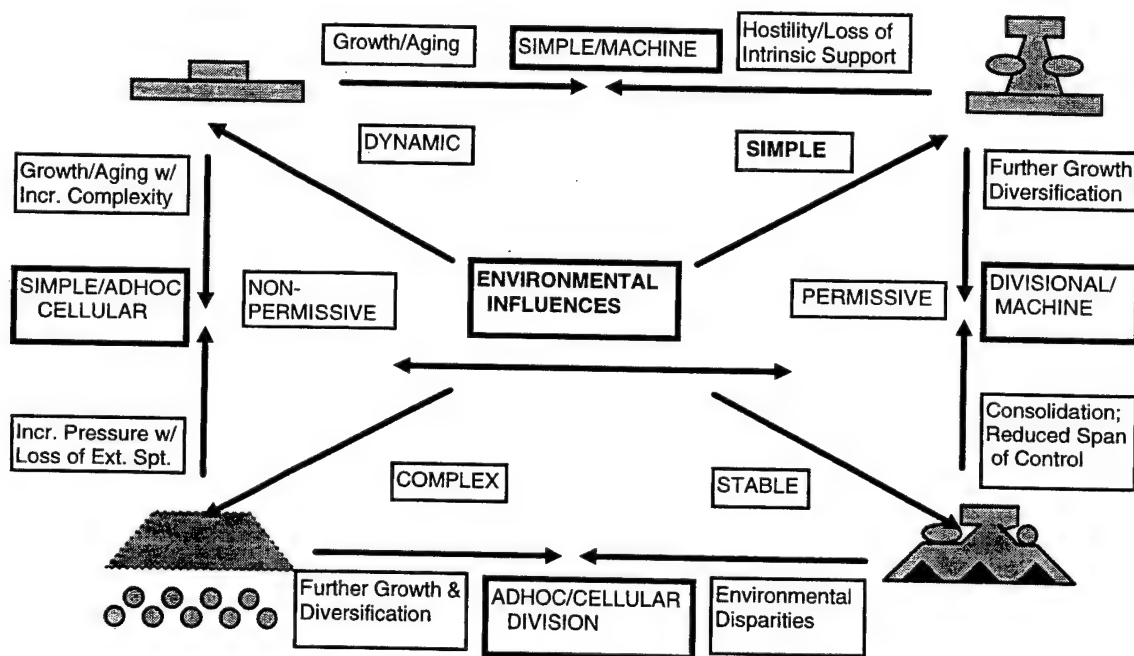 Growth/Aging
SIMPLE/MACHINE
Hostility/Loss of
Intrinsic Support
DYNAMIC
SIMPLE
Growth/Aging w/
Incr. Complexity
Further Growth
Diversification
SIMPLE/ADHOC
CELLULAR
NON-
PERMISSIVE
ENVIRONMENTAL
INFLUENCES
PERMISSIVE
DIVISIONAL/
MACHINE
Incr. Pressure w/
Loss of Ext. Spt.
COMPLEX
STABLE
Consolidation;
Reduced Span
of Control
Further Growth &
Diversification
ADHOC/CELLULAR
DIVISION
Environmental
Disparities